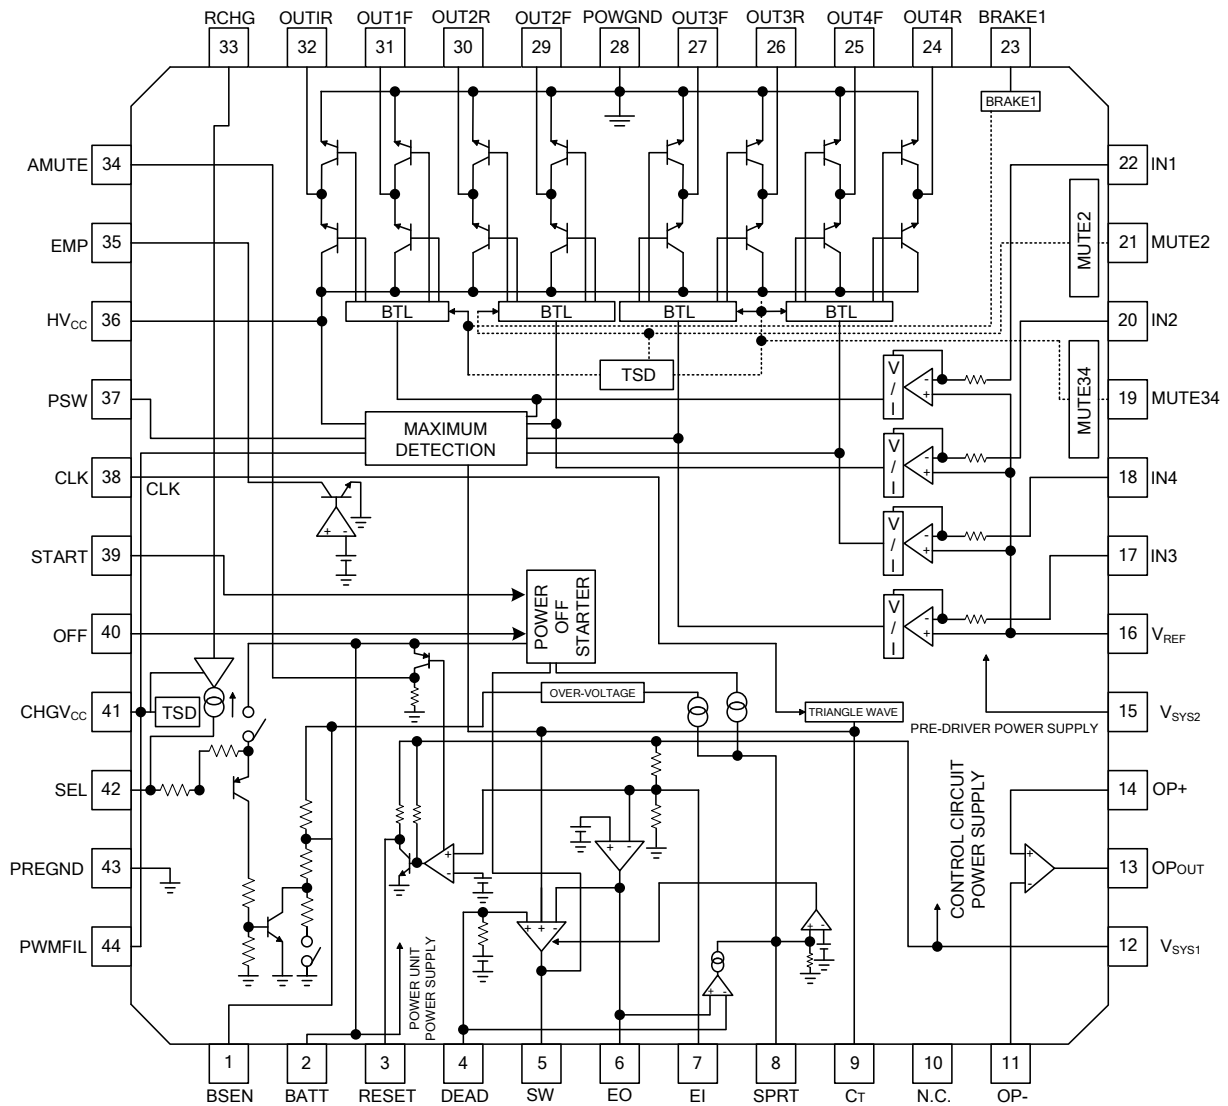 RCHG OUTIR OUT1F OUT2R OUT2F POWGND OUT3F OUT3R OUT4F OUT4R BRAKE1
33 32 31 30 29 28 27 26 25 24 23
BRAKE1
AMUTE 34
22 IN1
EMP 35
MUTE2
21 MUTE2
HVCC 36
BTL BTL BTL BTL
20 IN2
TSD
V / I - +
PSW 37
MUTE34
19 MUTE34
MAXIMUM
DETECTION
V / I - +
CLK 38
CLK
18 IN4
+ -
V / I - +
START 39
17 IN3
POWER
OFF
STARTER
V / I - +
OFF 40
16 VREF
OVER-VOLTAGE
CHGVCC 41
TSD
TRIANGLE WAVE
PRE-DRIVER POWER SUPPLY
15 VSYS2
SEL 42
14 OP+
CONTROL CIRCUIT
POWER SUPPLY
+ -
+ -
+ -
PREGND 43
13 OPOUT
+ + -
+ -
PWMFIL 44
12 VSYS1
POWER UNIT
POWER SUPPLY
+ -
1 2 3 4 5 6 7 8 9 10 11
BSEN BATT RESET DEAD SW EO EI SPRT CT N.C. OP-